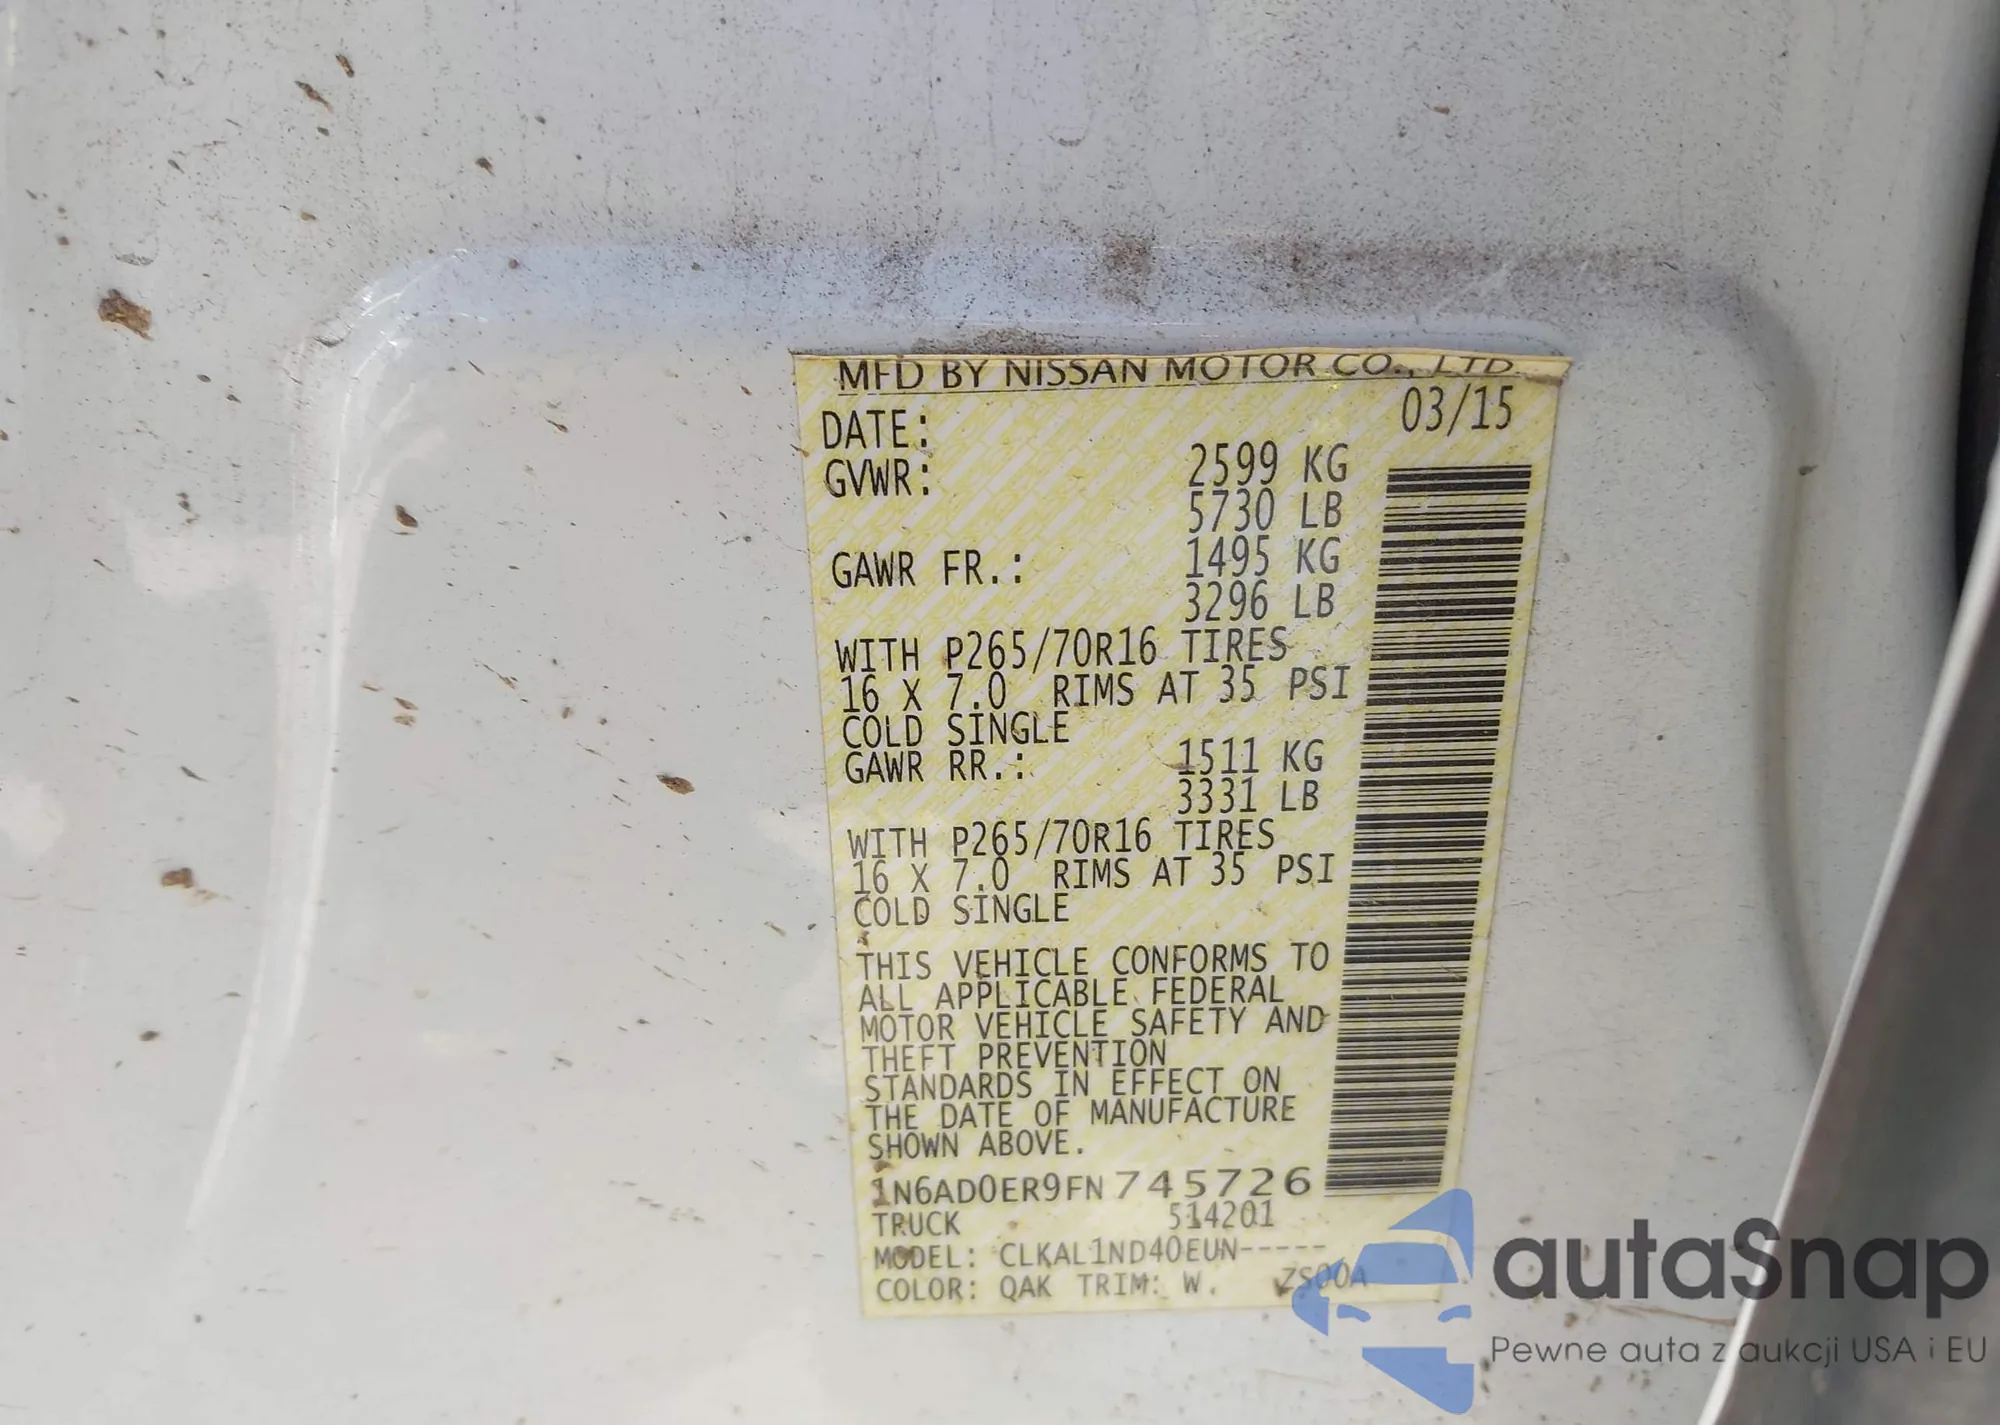 MFD BY NISSAN MOTOR CO., LTD.
DATE: 03/15
GVWR: 2599 KG
5730 LB
GAWR FR.: 1495 KG
3296 LB
WITH P265/70R16 TIRES
16 X 7.0 RIMS AT 35 PSI
COLD SINGLE
GAWR RR.: 1511 KG
3331 LB
WITH P265/70R16 TIRES
16 X 7.0 RIMS AT 35 PSI
COLD SINGLE
THIS VEHICLE CONFORMS TO
ALL APPLICABLE FEDERAL
MOTOR VEHICLE SAFETY AND
THEFT PREVENTION
STANDARDS IN EFFECT ON
THE DATE OF MANUFACTURE
SHOWN ABOVE.
1N6AD0ER9FN745726
TRUCK 514201
MODEL: CLKAL1ND40EUN-----
COLOR: QAK TRIM: W. ZS00A
autaSnap
Pewne auta z aukcji USA i EU